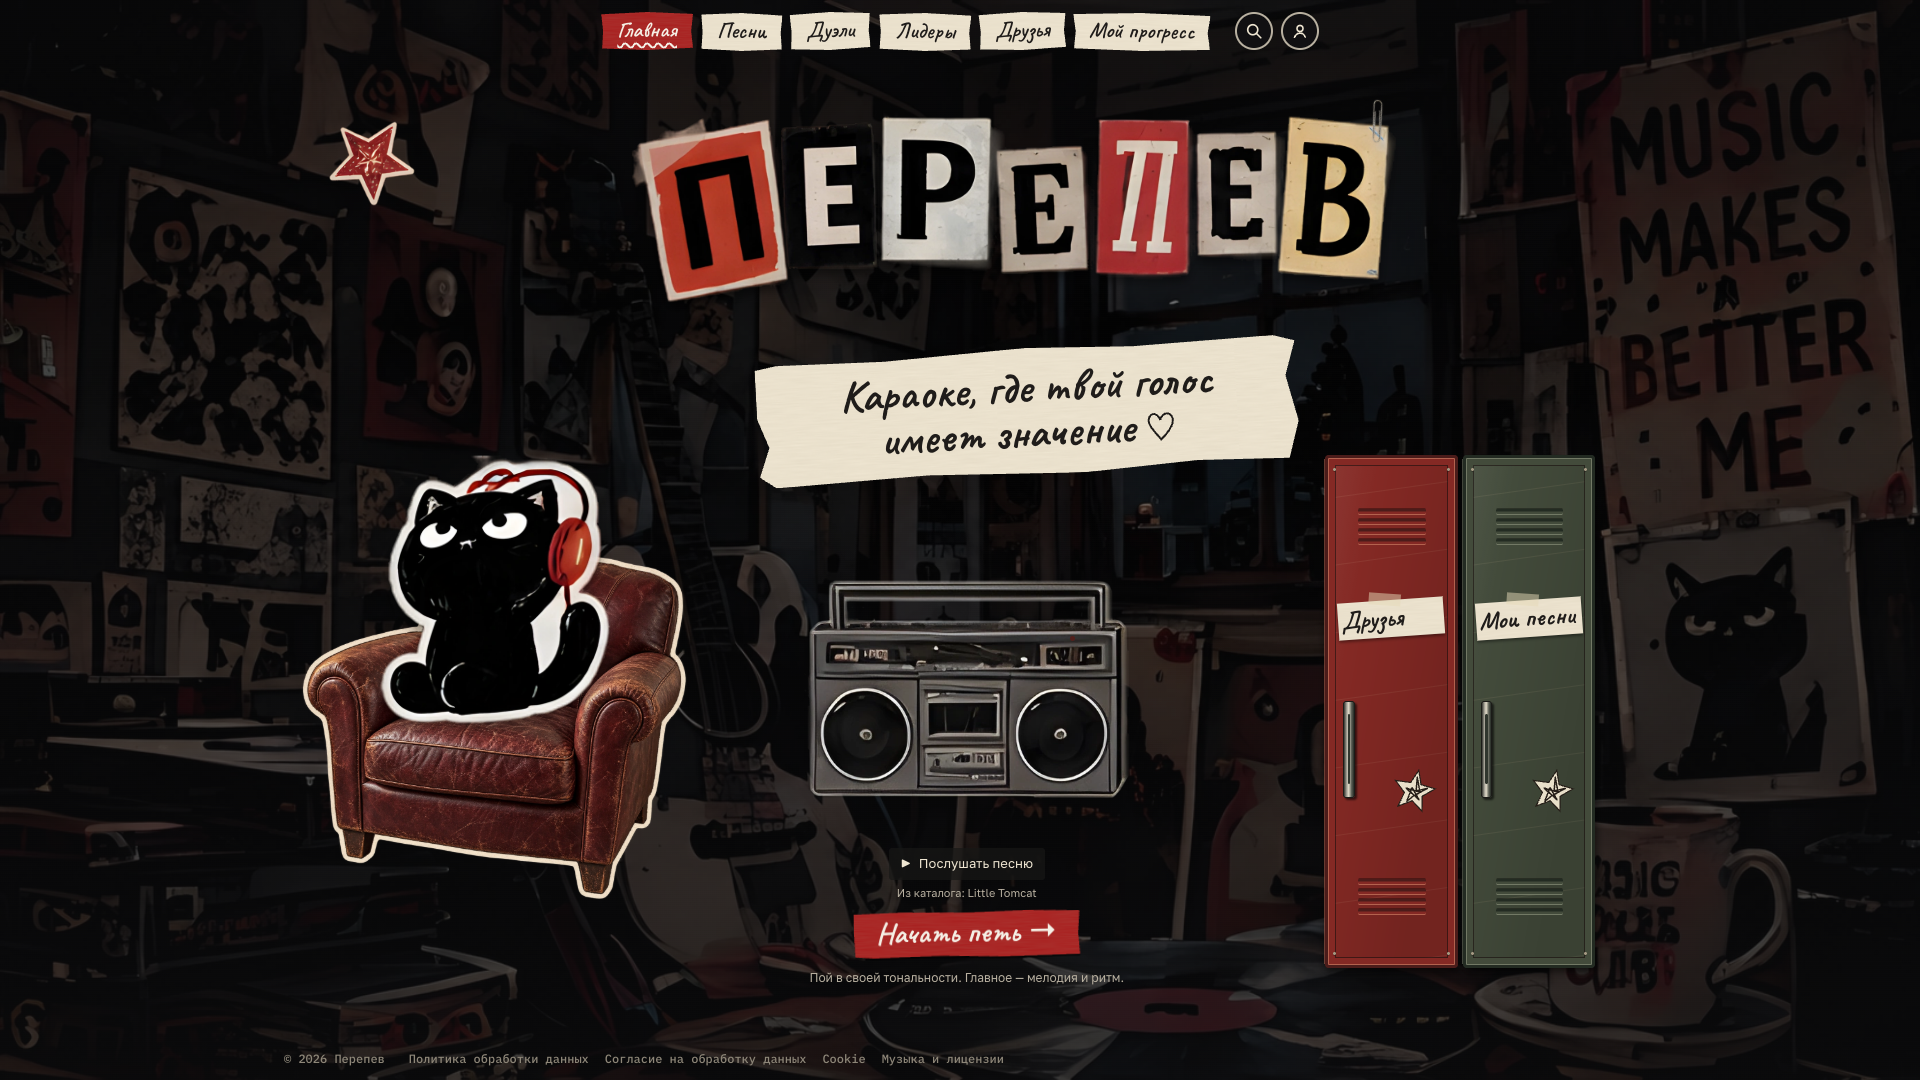 Главная
Песни
Дуэли
Лидеры
Друзья
Мой прогресс
ПЕРЕПЕВ
MUSIC
MAKES
BETTER
ME
Караоке, где твой голос
имеет значение ♡
Друзья
Мои песни
▶ Послушать песню
Из каталога: Little Tomcat
Начать петь →
Пой в своей тональности. Главное — мелодия и ритм.
© 2026 Перепев
Политика обработки данных
Согласие на обработку данных
Cookie
Музыка и лицензии